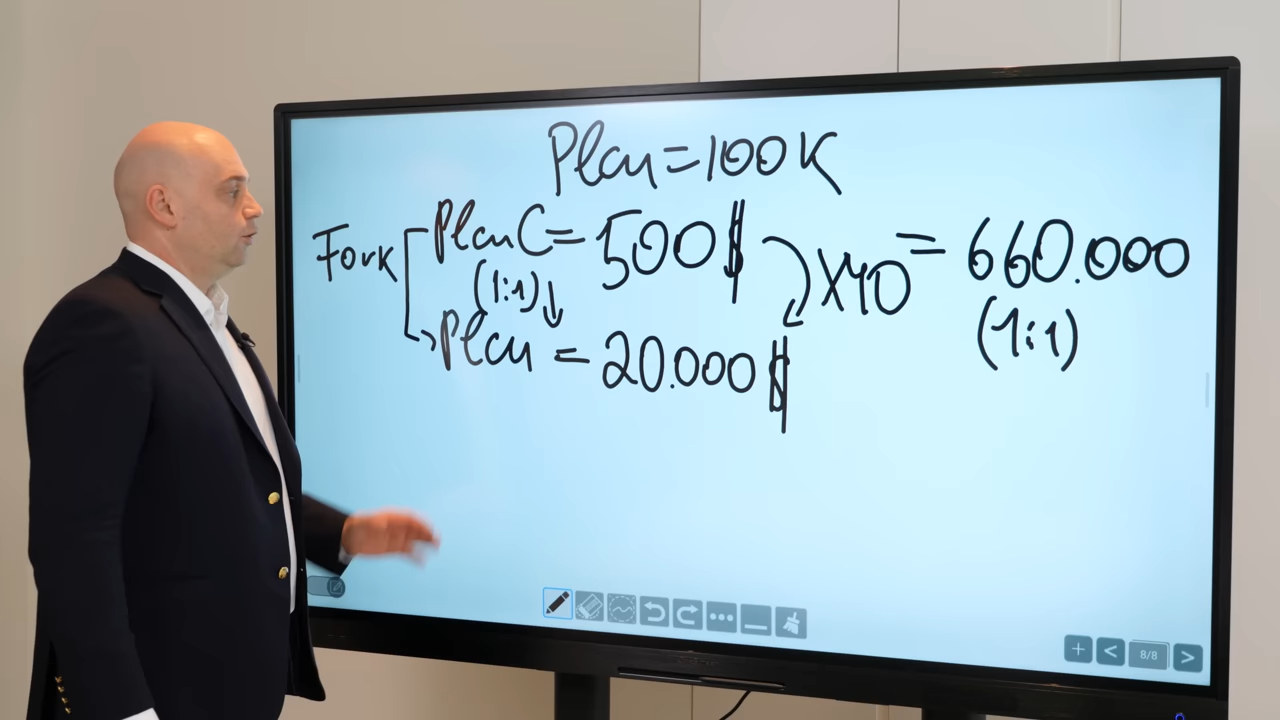 Plcu = 100K
Fork PlcuC = 500$ X40 = 660.000
(1:1) (1:1)
Plcu = 20.000$
8/8